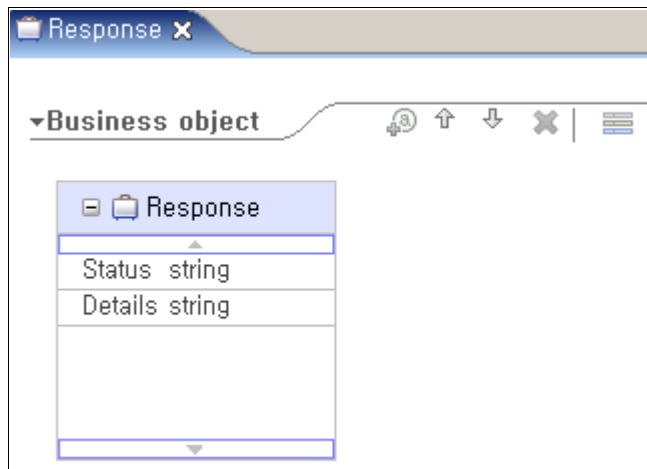 Response
Business object
Response
Status string
Details string